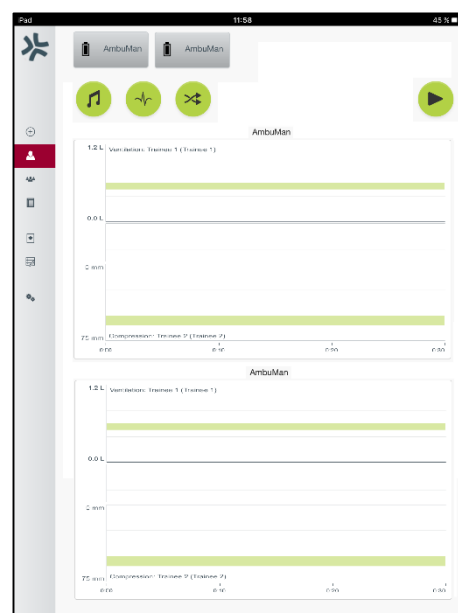 iPad 11:58 45 %
AmbuMan AmbuMan
AmbuMan
1.2 L Ventilation: Trainee 1 (Trainee 1)
0.0 L
0 mm
75 mm Compression: Trainee 2 (Trainee 2)
0:00 0:10 0:20 0:30
AmbuMan
1.2 L Ventilation: Trainee 1 (Trainee 1)
0.0 L
0 mm
75 mm Compression: Trainee 2 (Trainee 2)
0:00 0:10 0:20 0:30